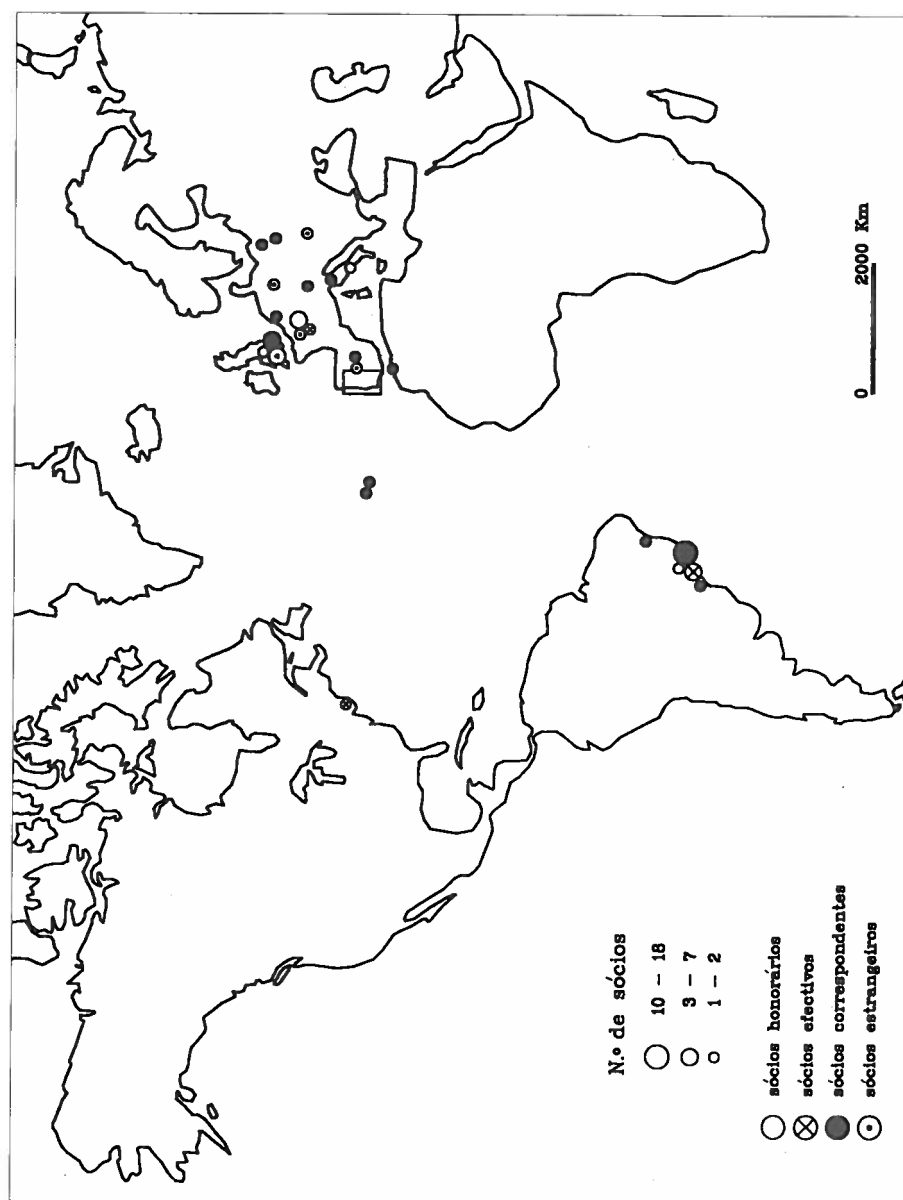 N.º de sócios
10 – 18
3 – 7
1 – 2
sócios honorários
sócios efectivos
sócios correspondentes
sócios estrangeiros
0 2000 Km